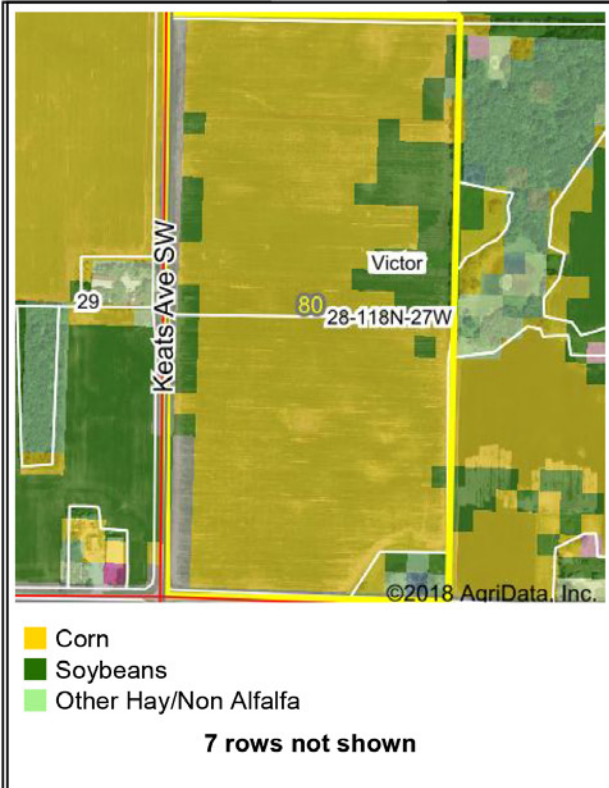 Keats Ave SW
Victor
29
80
28-118N-27W
©2018 AgriData, Inc.
Corn
Soybeans
Other Hay/Non Alfalfa
7 rows not shown